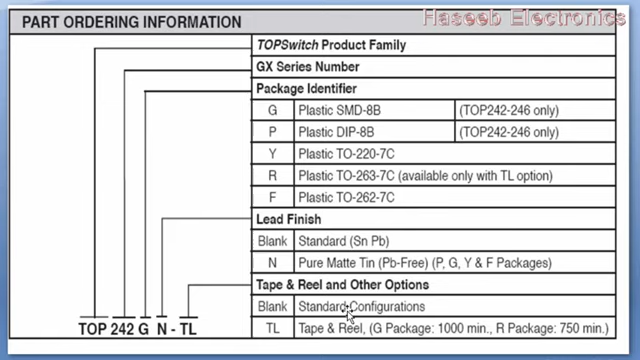 Haseeb Electronics
PART ORDERING INFORMATION
TOPSwitch Product Family
GX Series Number
Package Identifier
G Plastic SMD-8B (TOP242-246 only)
P Plastic DIP-8B (TOP242-246 only)
Y Plastic TO-220-7C
R Plastic TO-263-7C (available only with TL option)
F Plastic TO-262-7C
Lead Finish
Blank Standard (Sn Pb)
N Pure Matte Tin (Pb-Free) (P, G, Y & F Packages)
Tape & Reel and Other Options
Blank Standard Configurations
TL Tape & Reel, (G Package: 1000 min., R Package: 750 min.)
TOP 242 G N - TL